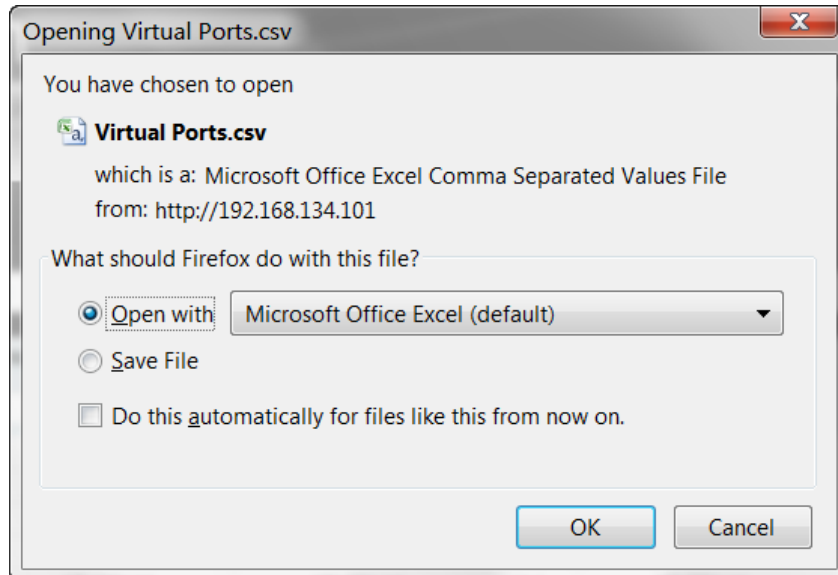 Opening Virtual Ports.csv
You have chosen to open
Virtual Ports.csv
which is a: Microsoft Office Excel Comma Separated Values File
from: http://192.168.134.101
What should Firefox do with this file?
Open with Microsoft Office Excel (default)
Save File
Do this automatically for files like this from now on.
OK Cancel